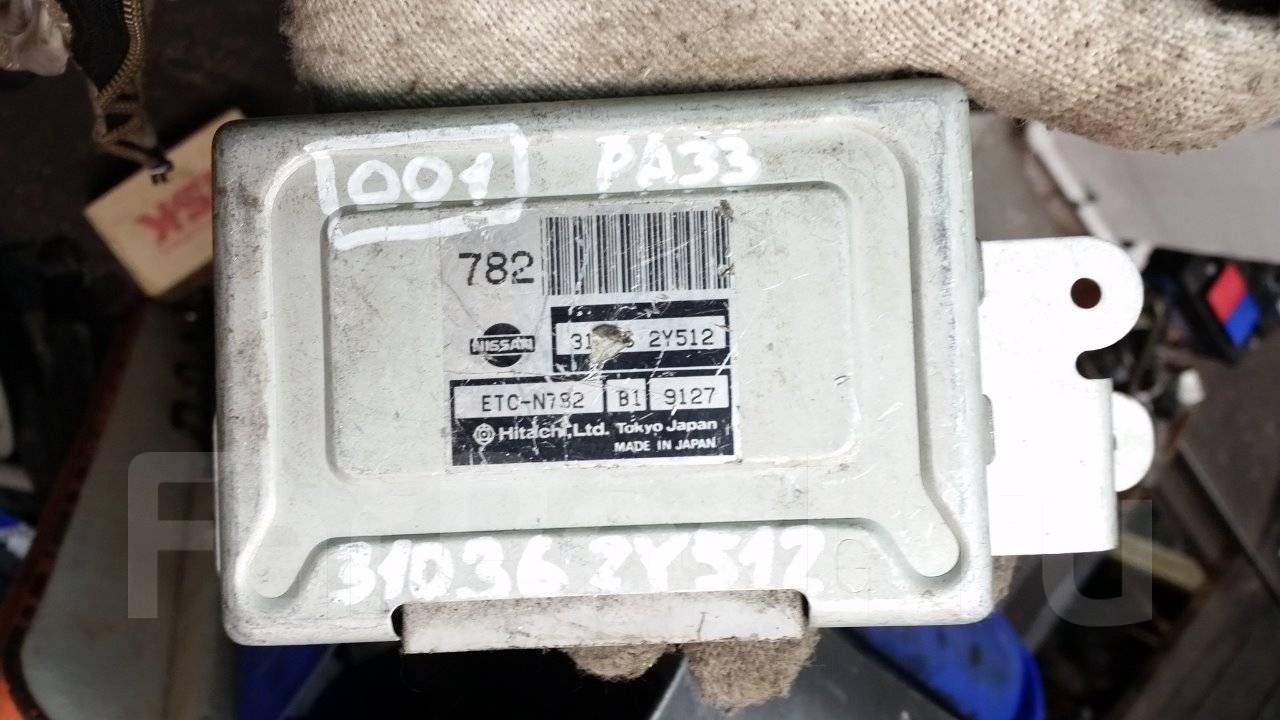 001 PA33
782
NISSAN
2Y512
ETC-N782 B1 9127
Hitachi, Ltd. Tokyo Japan
MADE IN JAPAN
31036 2Y512